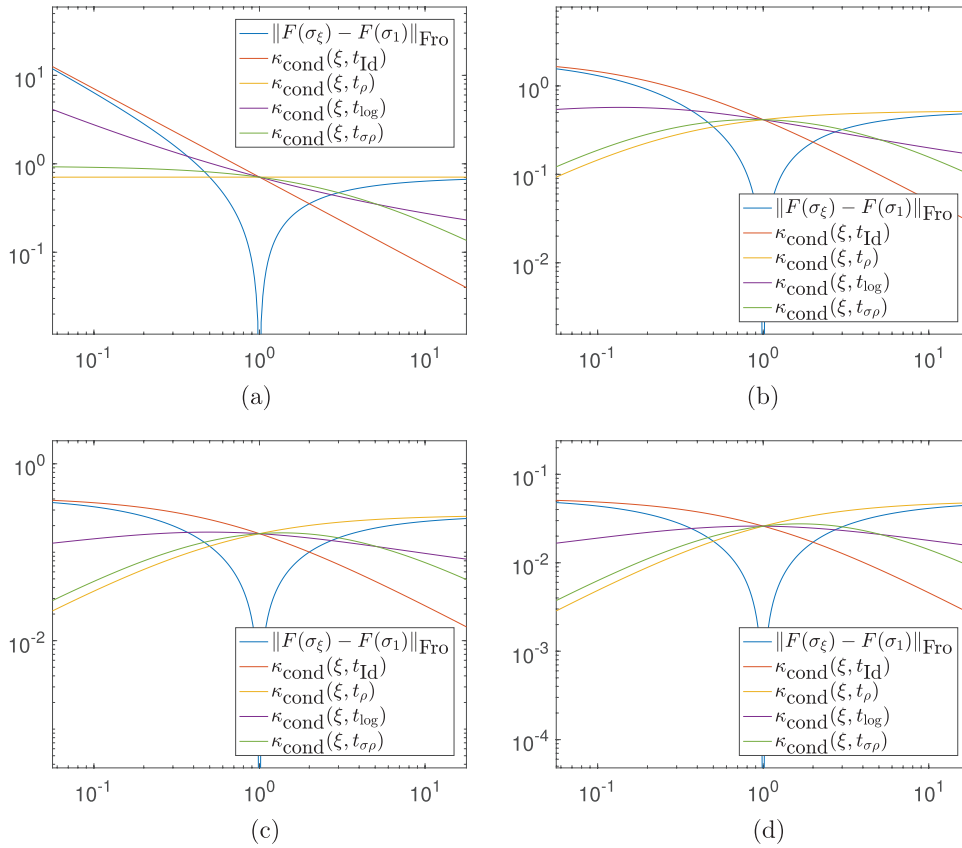 10^1
10^0
10^-1
10^-1
10^0
10^1
‖F(σ_ξ) − F(σ_1)‖_Fro
κ_cond(ξ, t_Id)
κ_cond(ξ, t_ρ)
κ_cond(ξ, t_log)
κ_cond(ξ, t_σρ)
(a)
10^0
10^-1
10^-2
10^-1
10^0
10^1
‖F(σ_ξ) − F(σ_1)‖_Fro
κ_cond(ξ, t_Id)
κ_cond(ξ, t_ρ)
κ_cond(ξ, t_log)
κ_cond(ξ, t_σρ)
(b)
10^0
10^-2
10^-1
10^0
10^1
‖F(σ_ξ) − F(σ_1)‖_Fro
κ_cond(ξ, t_Id)
κ_cond(ξ, t_ρ)
κ_cond(ξ, t_log)
κ_cond(ξ, t_σρ)
(c)
10^-1
10^-2
10^-3
10^-4
10^-1
10^0
10^1
‖F(σ_ξ) − F(σ_1)‖_Fro
κ_cond(ξ, t_Id)
κ_cond(ξ, t_ρ)
κ_cond(ξ, t_log)
κ_cond(ξ, t_σρ)
(d)